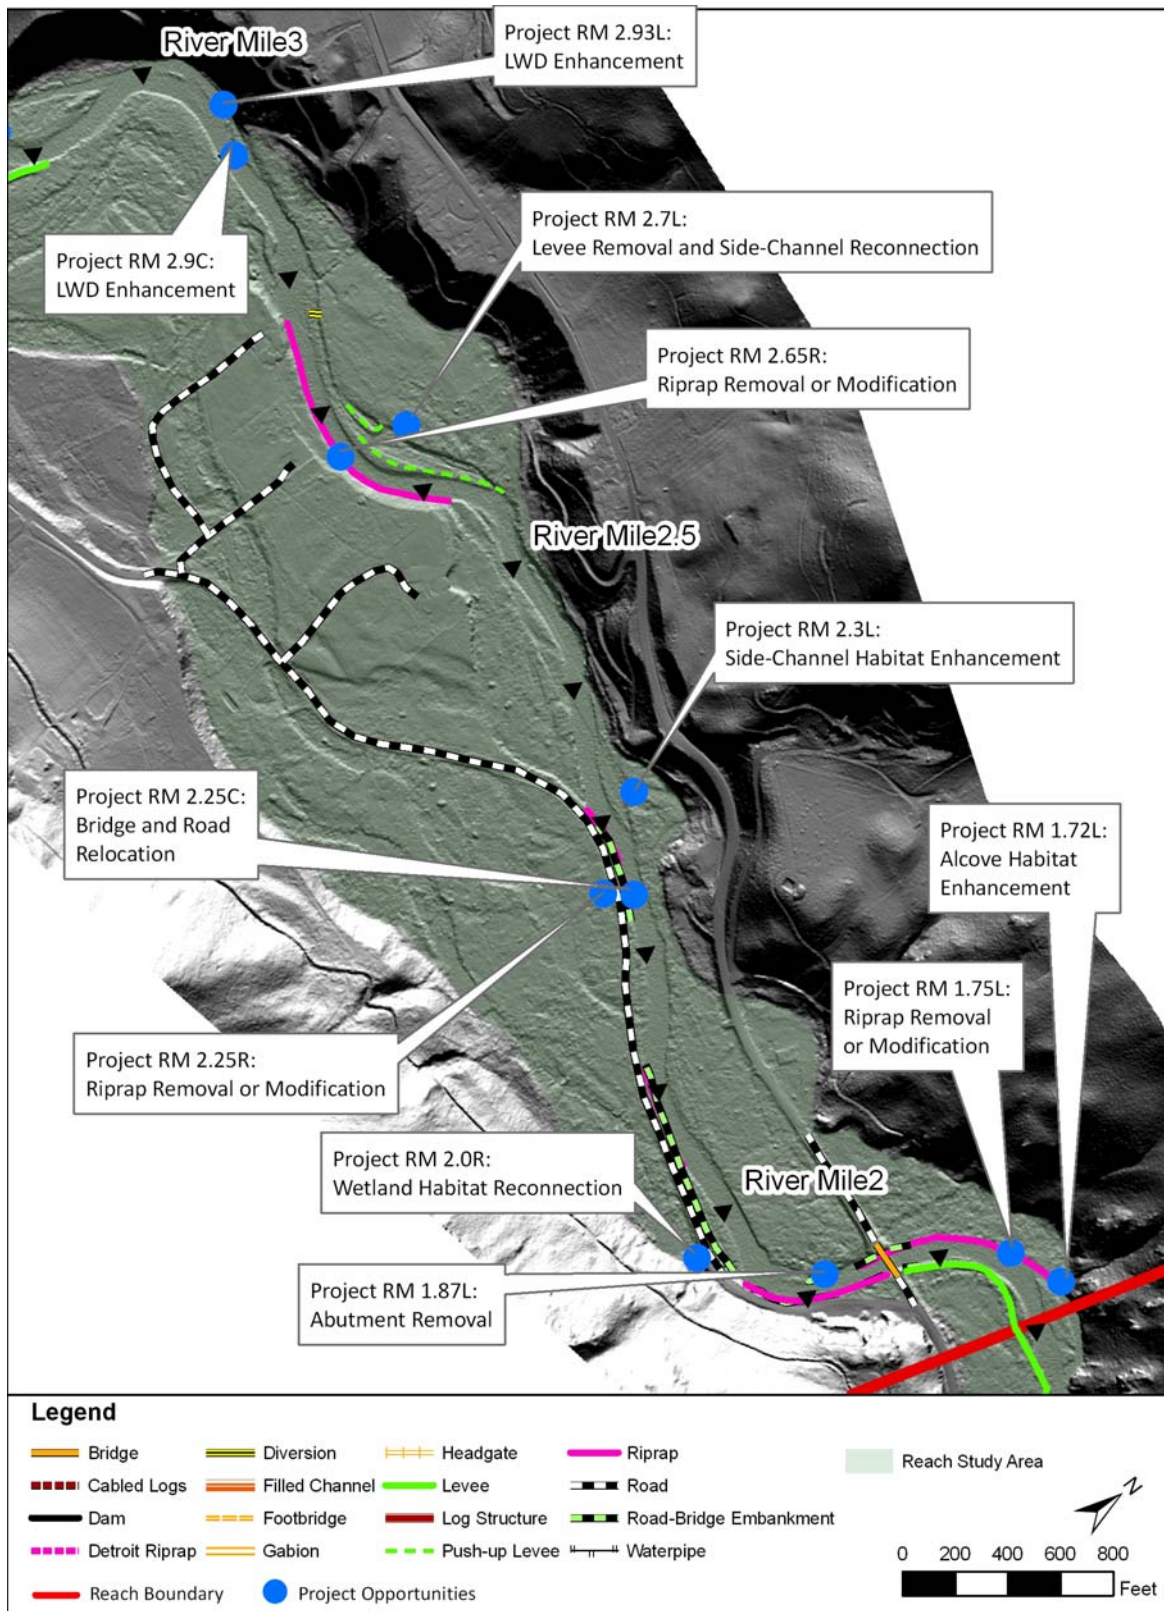 River Mile3
Project RM 2.93L:
LWD Enhancement
Project RM 2.7L:
Levee Removal and Side-Channel Reconnection
Project RM 2.9C:
LWD Enhancement
Project RM 2.65R:
Riprap Removal or Modification
River Mile2.5
Project RM 2.3L:
Side-Channel Habitat Enhancement
Project RM 2.25C:
Bridge and Road
Relocation
Project RM 1.72L:
Alcove Habitat
Enhancement
Project RM 1.75L:
Riprap Removal
or Modification
Project RM 2.25R:
Riprap Removal or Modification
Project RM 2.0R:
Wetland Habitat Reconnection
River Mile2
Project RM 1.87L:
Abutment Removal
Legend
Bridge
Diversion
Headgate
Riprap
Reach Study Area
Cabled Logs
Filled Channel
Levee
Road
Dam
Footbridge
Log Structure
Road-Bridge Embankment
Detroit Riprap
Gabion
Push-up Levee
Waterpipe
Reach Boundary
Project Opportunities
N
0 200 400 600 800
Feet